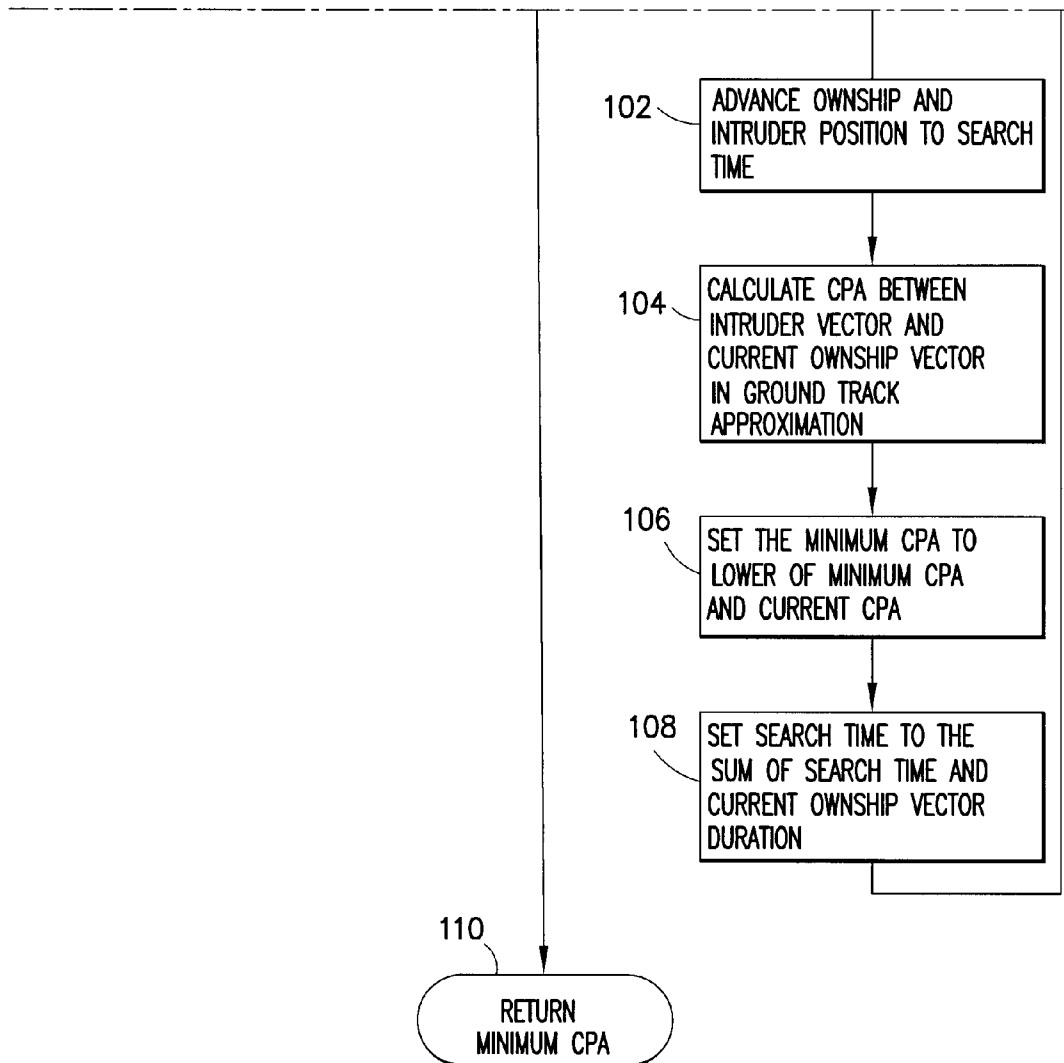 102
ADVANCE OWNSHIP AND
INTRUDER POSITION TO SEARCH
TIME
104
CALCULATE CPA BETWEEN
INTRUDER VECTOR AND
CURRENT OWNSHIP VECTOR
IN GROUND TRACK
APPROXIMATION
106
SET THE MINIMUM CPA TO
LOWER OF MINIMUM CPA
AND CURRENT CPA
108
SET SEARCH TIME TO THE
SUM OF SEARCH TIME AND
CURRENT OWNSHIP VECTOR
DURATION
110
RETURN
MINIMUM CPA